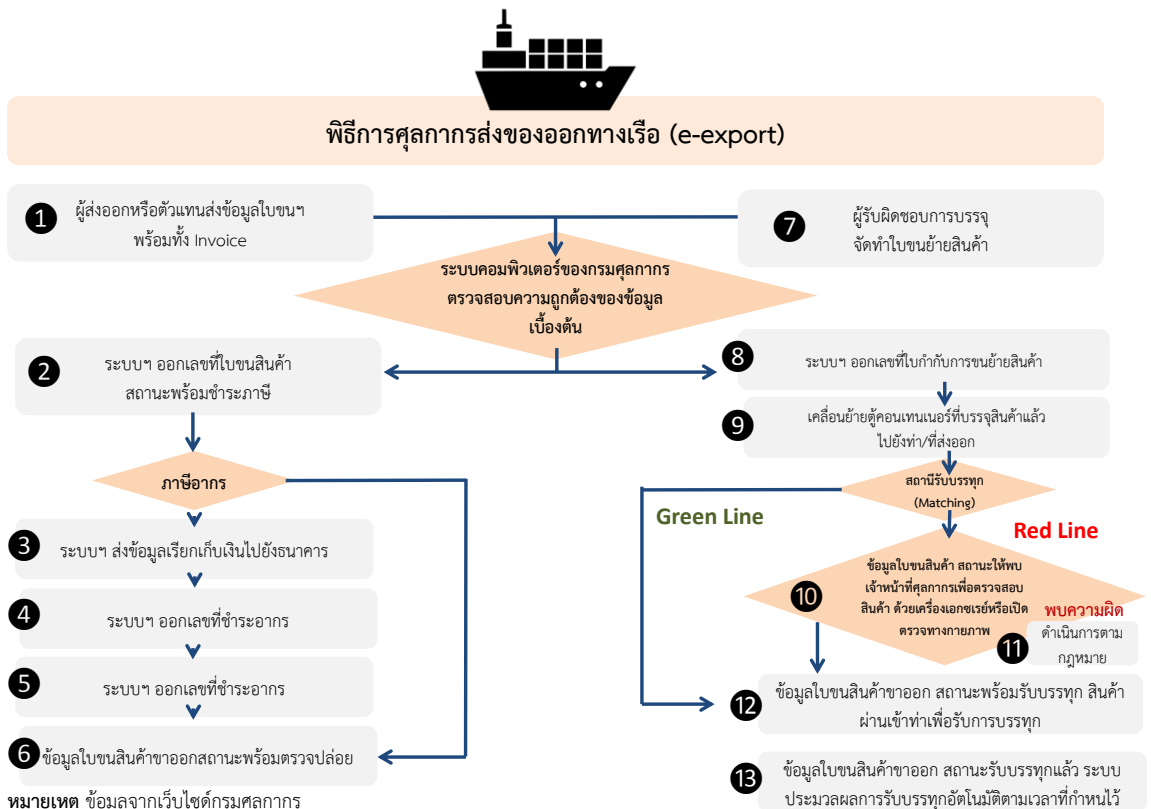 พิธีการศุลกากรส่งของออกทางเรือ (e-export)
1
ผู้ส่งออกหรือตัวแทนส่งข้อมูลใบขนฯ
พร้อมทั้ง Invoice
7
ผู้รับผิดชอบการบรรจุ
จัดทำใบขนย้ายสินค้า
ระบบคอมพิวเตอร์ของกรมศุลกากร
ตรวจสอบความถูกต้องของข้อมูล
เบื้องต้น
2
ระบบฯ ออกเลขที่ใบขนสินค้า
สถานะพร้อมชำระภาษี
8
ระบบฯ ออกเลขที่ใบกำกับการขนย้ายสินค้า
9
เคลื่อนย้ายตู้คอนเทนเนอร์ที่บรรจุสินค้าแล้ว
ไปยังท่า/ที่ส่งออก
ภาษีอากร
สถานีรับบรรทุก
(Matching)
Green Line
Red Line
3
ระบบฯ ส่งข้อมูลเรียกเก็บเงินไปยังธนาคาร
4
ระบบฯ ออกเลขที่ชำระอากร
5
ระบบฯ ออกเลขที่ชำระอากร
6
ข้อมูลใบขนสินค้าขาออกสถานะพร้อมตรวจปล่อย
10
ข้อมูลใบขนสินค้า สถานะให้พบ
เจ้าหน้าที่ศุลกากรเพื่อตรวจสอบ
สินค้า ด้วยเครื่องเอกซเรย์หรือเปิด
ตรวจทางกายภาพ
พบความผิด
11
ดำเนินการตาม
กฎหมาย
12
ข้อมูลใบขนสินค้าขาออก สถานะพร้อมรับบรรทุก สินค้า
ผ่านเข้าท่าเพื่อรับการบรรทุก
13
ข้อมูลใบขนสินค้าขาออก สถานะรับบรรทุกแล้ว ระบบ
ประมวลผลการรับบรรทุกอัตโนมัติตามเวลาที่กำหนไว้
หมายเหต ข้อมลจากเว็บไซด์กรมศลกากร